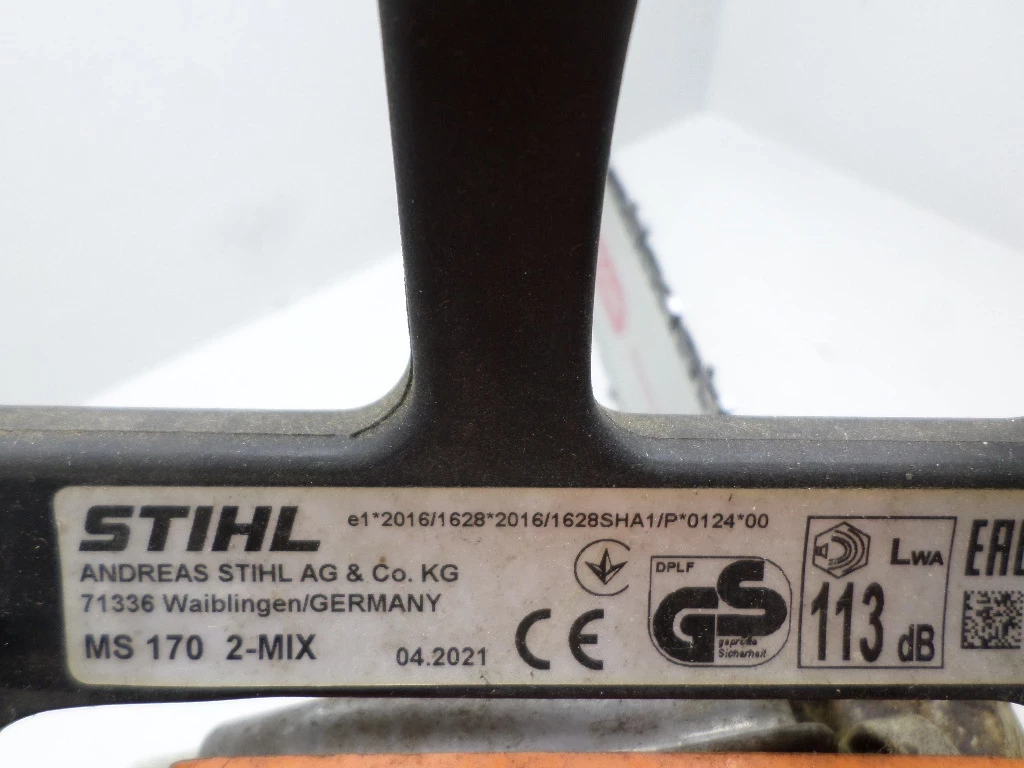 STIHL
e1*2016/1628*2016/1628SHA1/P*0124*00
ANDREAS STIHL AG & Co. KG
71336 Waiblingen/GERMANY
MS 170 2-MIX
04.2021
CE
DPLF
GS
geprüfte
Sicherheit
LWA
113 dB
EAC